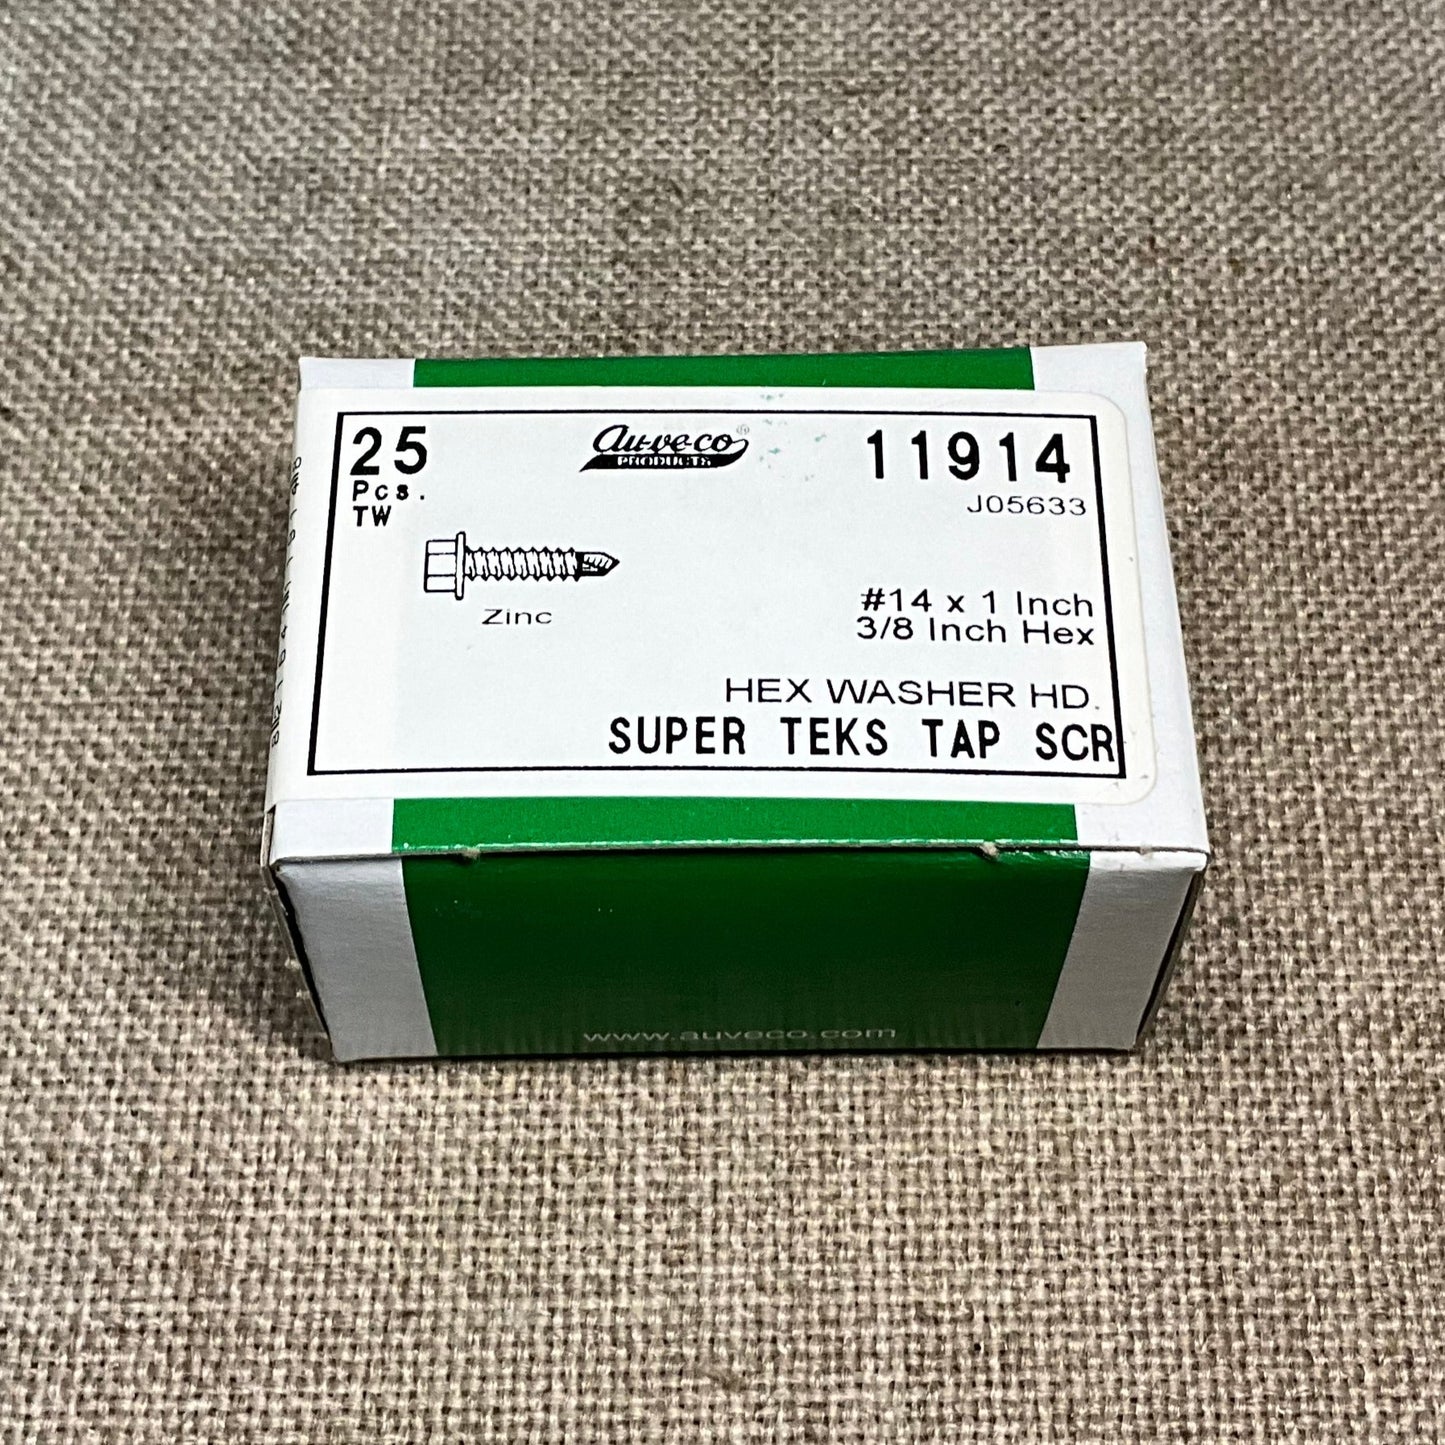 25
Pcs.
TW
au-ve-co®
PRODUCTS
11914
J05633
Zinc
#14 x 1 Inch
3/8 Inch Hex
HEX WASHER HD.
SUPER TEKS TAP SCR
www.auveco.com